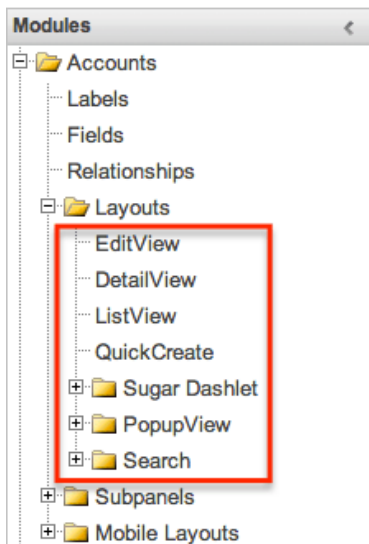 Modules
Accounts
Labels
Fields
Relationships
Layouts
EditView
DetailView
ListView
QuickCreate
Sugar Dashlet
PopupView
Search
Subpanels
Mobile Layouts